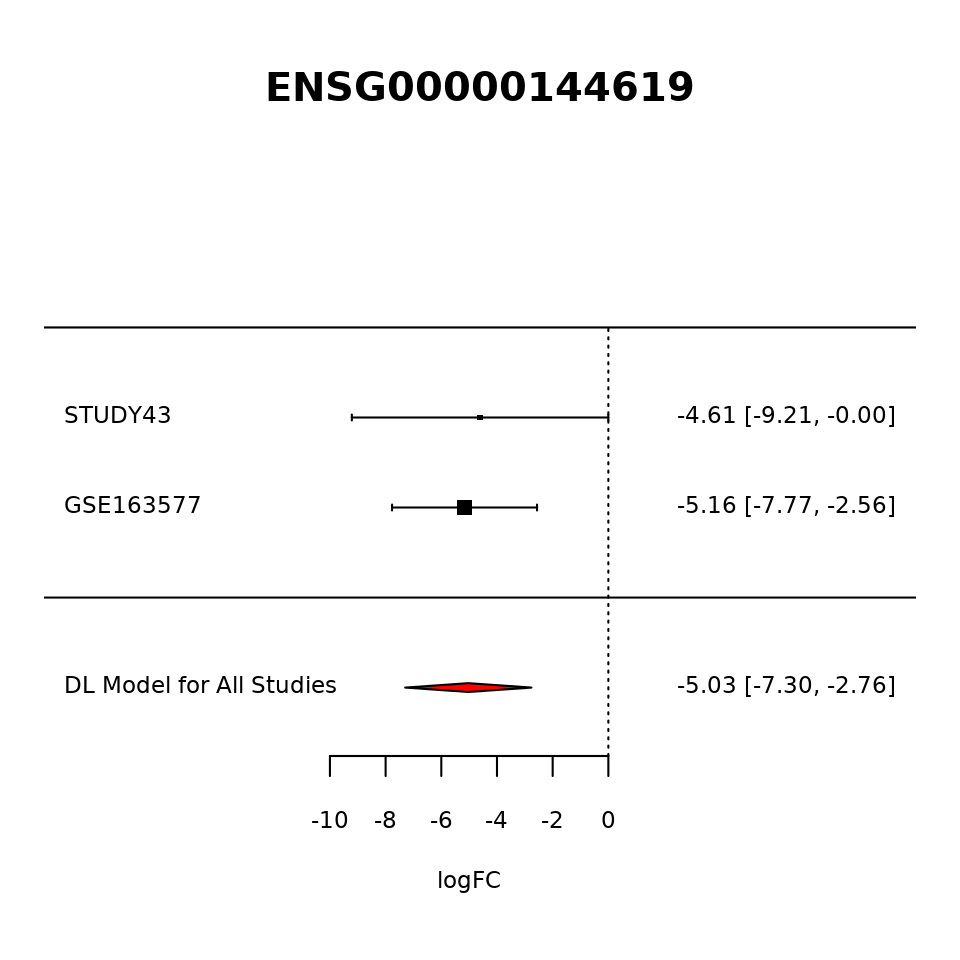 ENSG00000144619
STUDY43 -4.61 [-9.21, -0.00]
GSE163577 -5.16 [-7.77, -2.56]
DL Model for All Studies -5.03 [-7.30, -2.76]
-10 -8 -6 -4 -2 0
logFC